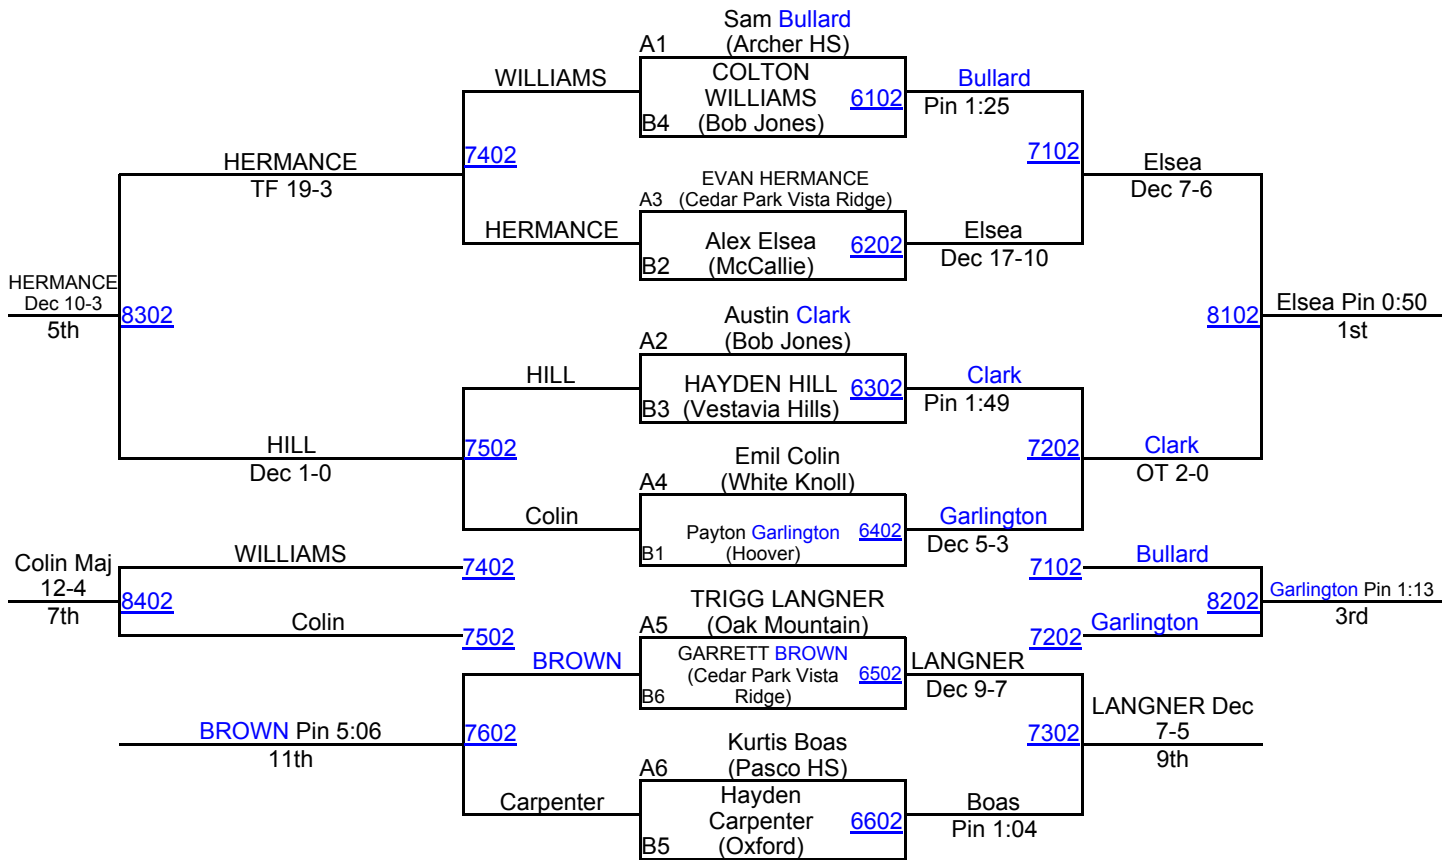 Sam Bullard
A1 (Archer HS)
WILLIAMS COLTON Bullard
WILLIAMS 6102 Pin 1:25
B4 (Bob Jones)
HERMANCE 7402 7102 Elsea
TF 19-3 EVAN HERMANCE Dec 7-6
A3 (Cedar Park Vista Ridge)
HERMANCE Alex Elsea 6202 Elsea
B2 (McCallie) Dec 17-10
HERMANCE
Dec 10-3
5th 8302 Austin Clark 8102 Elsea Pin 0:50
A2 (Bob Jones) 1st
HILL HAYDEN HILL 6302 Clark
B3 (Vestavia Hills) Pin 1:49
HILL 7502 7202 Clark
Dec 1-0 Emil Colin OT 2-0
A4 (White Knoll)
Colin Payton Garlington 6402 Garlington
B1 (Hoover) Dec 5-3
WILLIAMS 7402 7102 Bullard
Colin Maj
12-4
7th 8402 TRIGG LANGNER 8202 Garlington Pin 1:13
3rd
Colin 7502 A5 (Oak Mountain) 7202 Garlington
BROWN GARRETT BROWN LANGNER
(Cedar Park Vista 6502 Dec 9-7
B6 Ridge)
BROWN Pin 5:06 7602 7302 LANGNER Dec
7-5
11th Kurtis Boas 9th
A6 (Pasco HS)
Carpenter Hayden Boas
Carpenter 6602 Pin 1:04
B5 (Oxford)